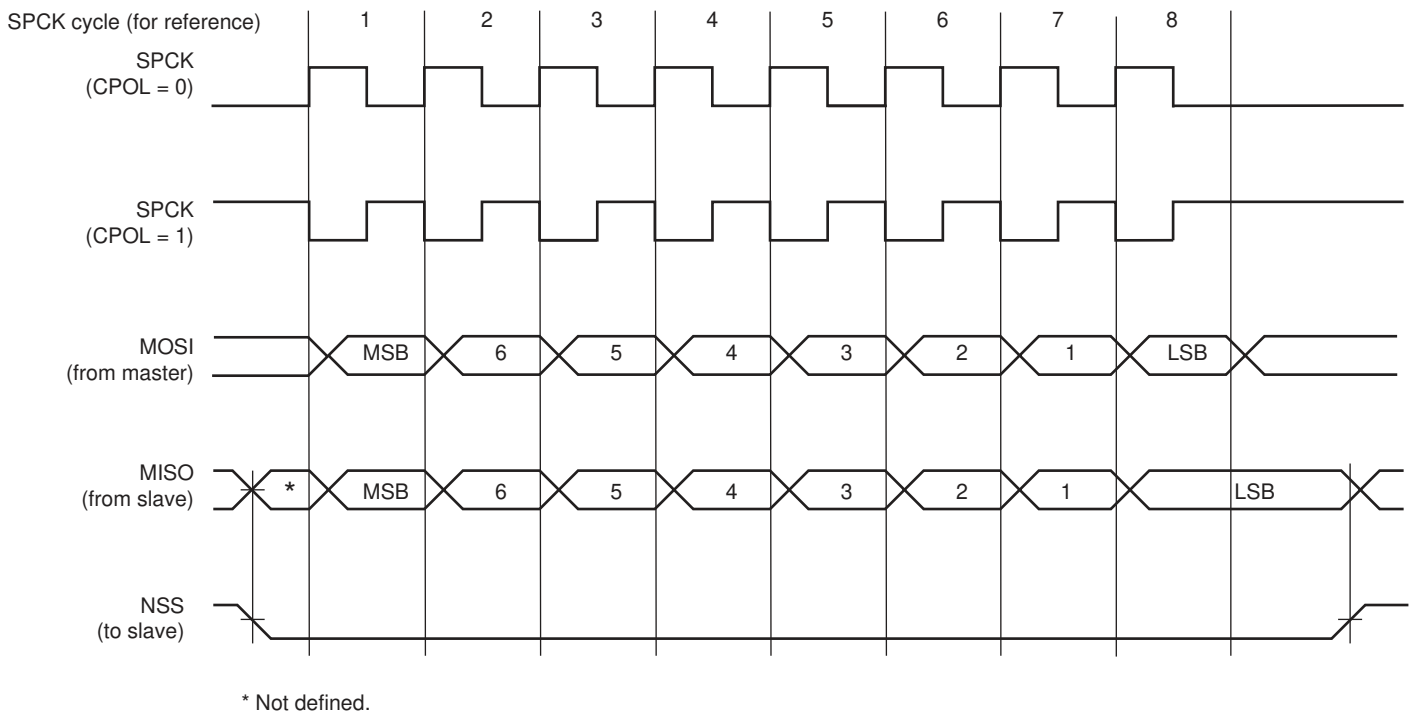 SPCK cycle (for reference) 1 2 3 4 5 6 7 8
SPCK
(CPOL = 0)
SPCK
(CPOL = 1)
MOSI
(from master)
MSB 6 5 4 3 2 1 LSB
MISO
(from slave)
* MSB 6 5 4 3 2 1 LSB
NSS
(to slave)
* Not defined.